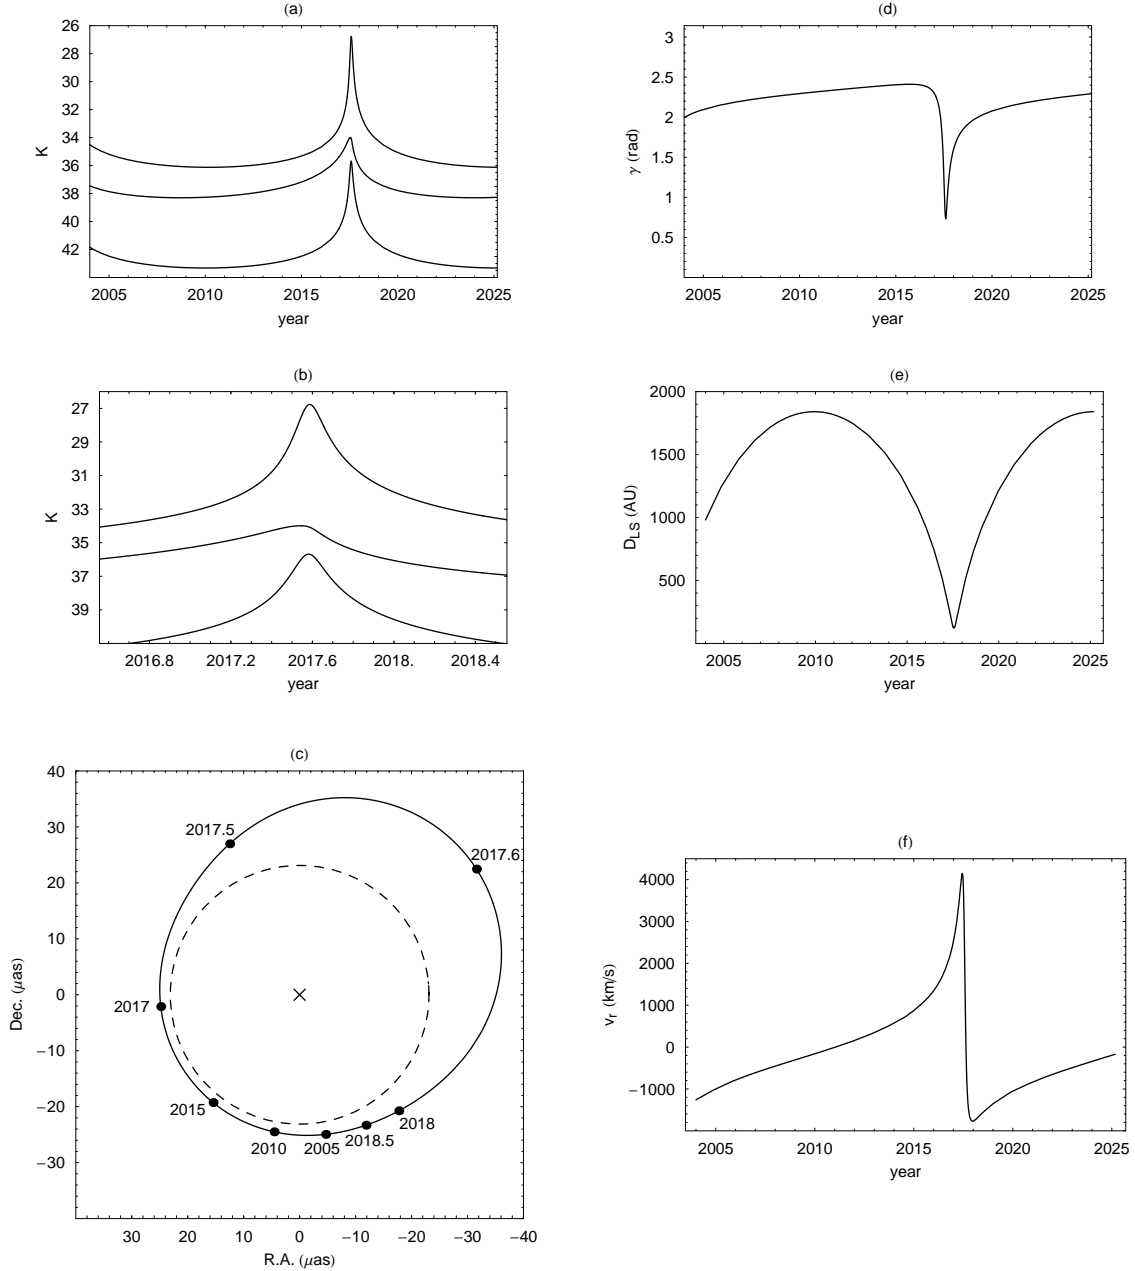 (a)
26
28
30
32
34
36
38
40
42
K
2005 2010 2015 2020 2025
year
(d)
3
2.5
2
1.5
1
0.5
γ (rad)
2005 2010 2015 2020 2025
year
(b)
27
29
31
33
35
37
39
K
2016.8 2017.2 2017.6 2018. 2018.4
year
(e)
2000
1500
1000
500
D_LS (AU)
2005 2010 2015 2020 2025
year
(c)
40
30
20
10
0
−10
−20
−30
Dec. (μas)
2017.5
2017.6
2017
2015
2010
2005
2018.5
2018
30 20 10 0 −10 −20 −30 −40
R.A. (μas)
(f)
4000
3000
2000
1000
0
−1000
v_r (km/s)
2005 2010 2015 2020 2025
year